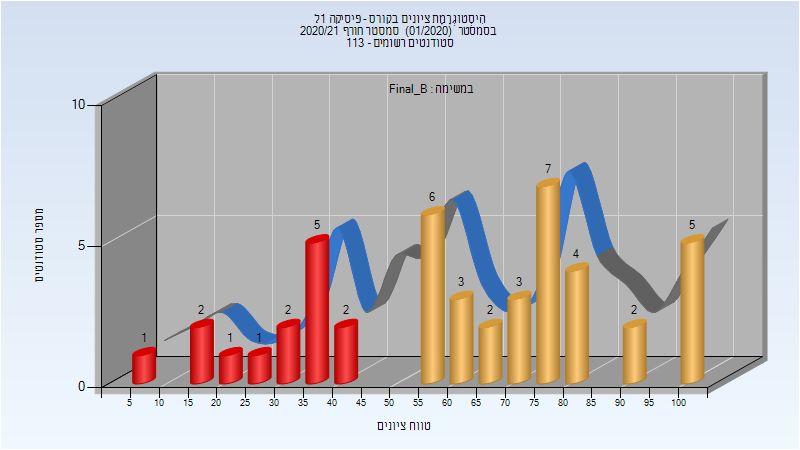 היסטוגרמת ציונים בקורס - פיסיקה 1ל
בסמסטר (01/2020) סמסטר חורף 2020/21
סטודנטים רשומים - 113
במשימה : Final_B
מספר סטודנטים
10
5
0
1 2 1 1 2 5 2 6 3 2 3 7 4 2 5
5 10 15 20 25 30 35 40 45 50 55 60 65 70 75 80 85 90 95 100
טווח ציונים